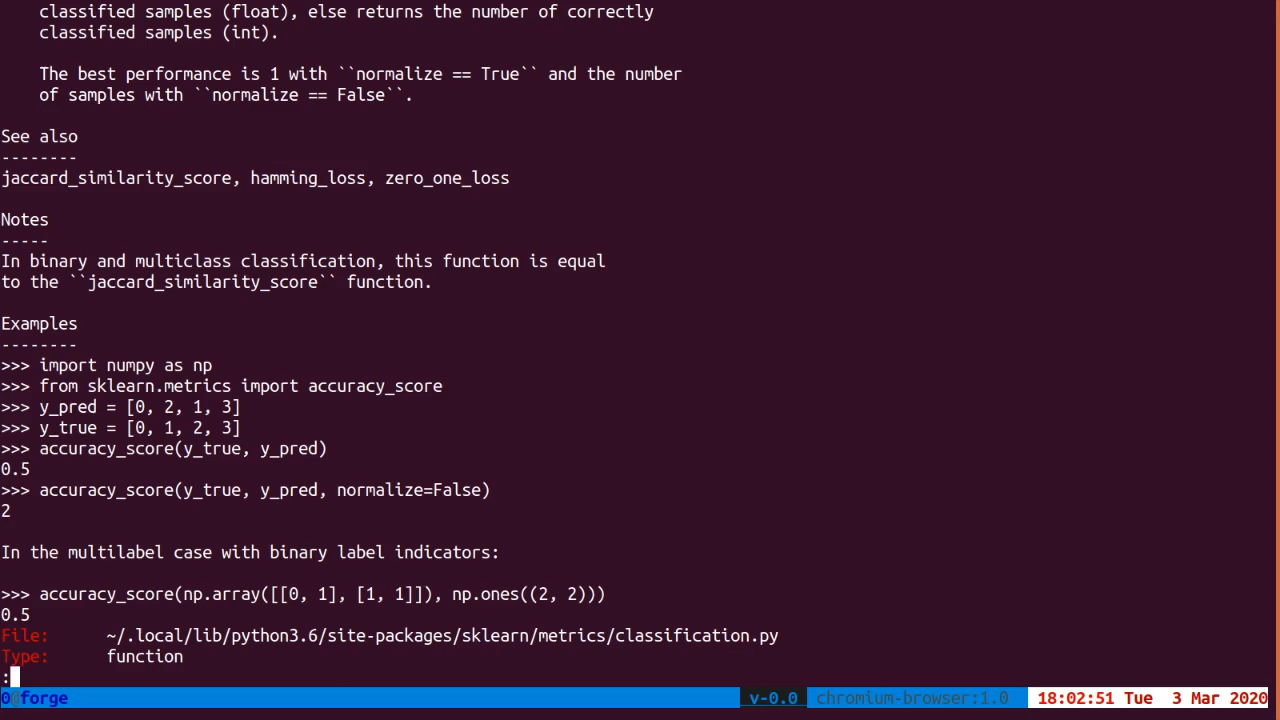 classified samples (float), else returns the number of correctly
classified samples (int).
The best performance is 1 with ``normalize == True`` and the number
of samples with ``normalize == False``.
See also
--------
jaccard_similarity_score, hamming_loss, zero_one_loss
Notes
-----
In binary and multiclass classification, this function is equal
to the ``jaccard_similarity_score`` function.
Examples
--------
>>> import numpy as np
>>> from sklearn.metrics import accuracy_score
>>> y_pred = [0, 2, 1, 3]
>>> y_true = [0, 1, 2, 3]
>>> accuracy_score(y_true, y_pred)
0.5
>>> accuracy_score(y_true, y_pred, normalize=False)
2
In the multilabel case with binary label indicators:
>>> accuracy_score(np.array([[0, 1], [1, 1]]), np.ones((2, 2)))
0.5
File: ~/.local/lib/python3.6/site-packages/sklearn/metrics/classification.py
Type: function
:
0@forge v-0.0 chromium-browser:1.0 18:02:51 Tue 3 Mar 2020